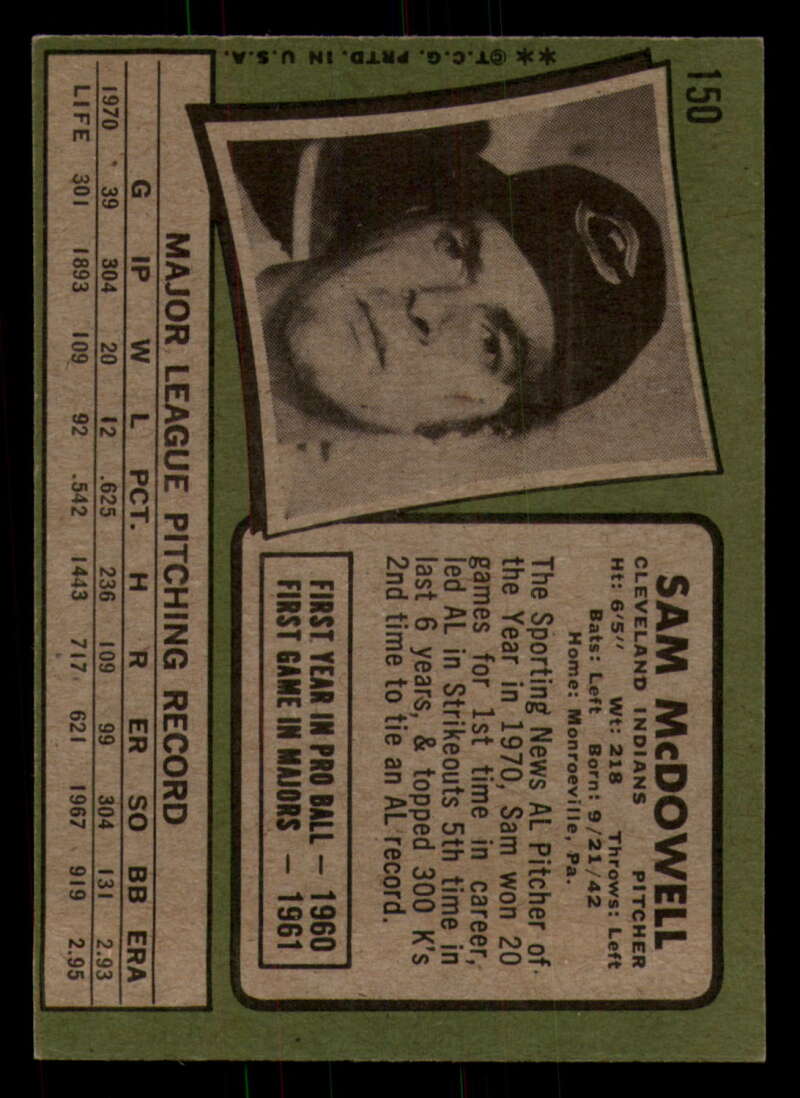 150
SAM McDOWELL
CLEVELAND INDIANS PITCHER
Ht: 6'5" Wt: 218 Throws: Left
Bats: Left Born: 9/21/42
Home: Monroeville, Pa.
The Sporting News AL Pitcher of
the Year in 1970, Sam won 20
games for 1st time in career,
led AL in Strikeouts 5th time in
last 6 years, & topped 300 K's
2nd time to tie an AL record.
FIRST YEAR IN PRO BALL — 1960
FIRST GAME IN MAJORS — 1961
MAJOR LEAGUE PITCHING RECORD
G IP W L PCT. H R ER SO BB ERA
1970 39 304 20 12 .625 236 109 99 304 131 2.93
LIFE 301 1893 109 92 .542 1443 717 621 1967 919 2.95
** ©T.C.G. PRTD. IN U.S.A.